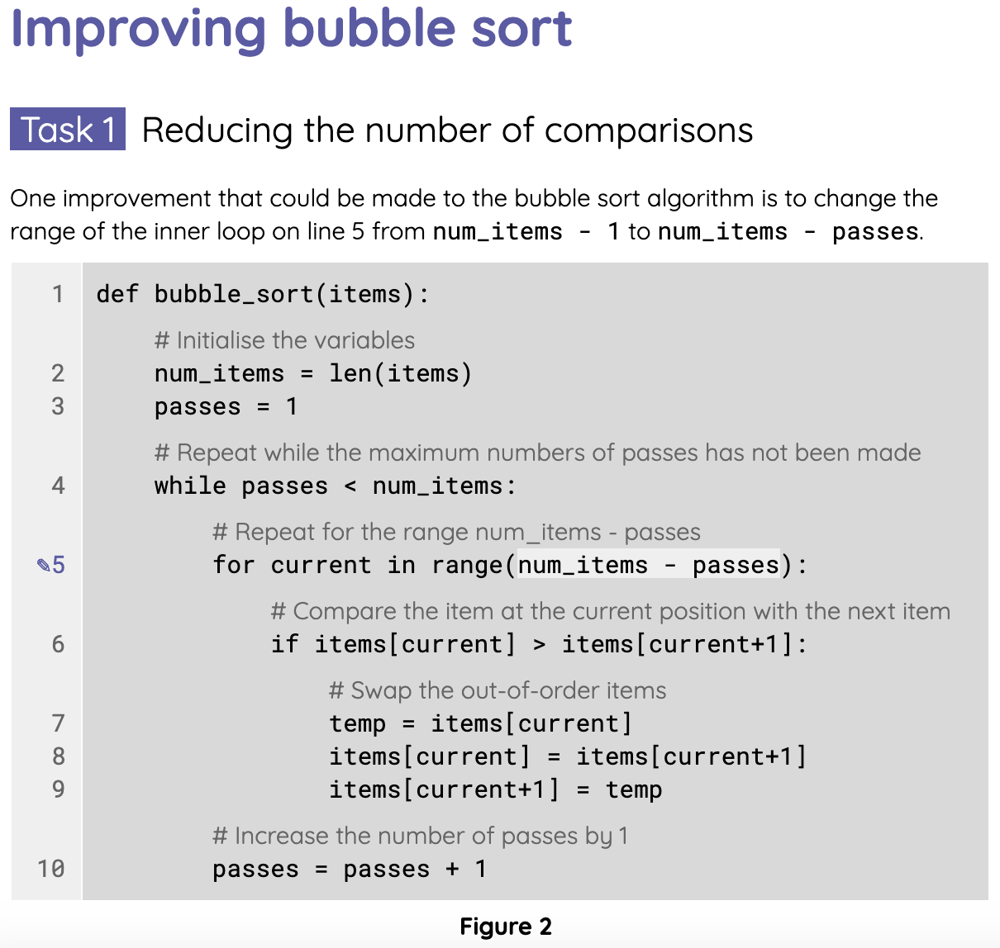 Improving bubble sort
Task 1 Reducing the number of comparisons
One improvement that could be made to the bubble sort algorithm is to change the
range of the inner loop on line 5 from num_items - 1 to num_items - passes.
1 def bubble_sort(items):
# Initialise the variables
2 num_items = len(items)
3 passes = 1
# Repeat while the maximum numbers of passes has not been made
4 while passes < num_items:
# Repeat for the range num_items - passes
✎5 for current in range(num_items - passes):
# Compare the item at the current position with the next item
6 if items[current] > items[current+1]:
# Swap the out-of-order items
7 temp = items[current]
8 items[current] = items[current+1]
9 items[current+1] = temp
# Increase the number of passes by 1
10 passes = passes + 1
Figure 2